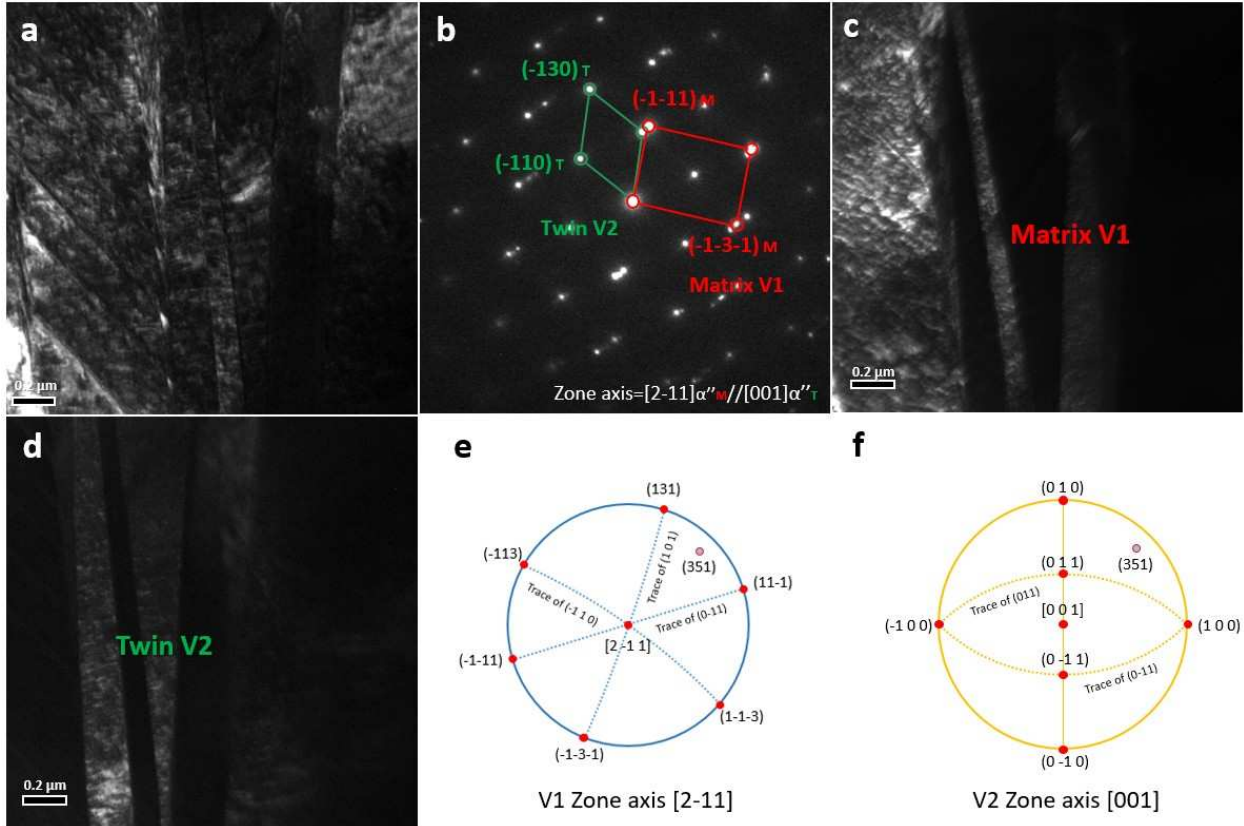 a
0.2 µm
b
(-130) T
(-1-11) M
(-110) T
Twin V2
(-1-3-1) M
Matrix V1
Zone axis=[2-11]α''M//[001]α''T
c
Matrix V1
0.2 µm
d
Twin V2
0.2 µm
e
(131)
(-113)
Trace of (1 0 1)
(351)
(11-1)
Trace of (-1 1 0)
Trace of (0-11)
[2 -1 1]
(-1-11)
(1-1-3)
(-1-3-1)
V1 Zone axis [2-11]
f
(0 1 0)
(351)
(0 1 1)
Trace of (011)
[0 0 1]
(-1 0 0)
(1 0 0)
(0 -1 1)
Trace of (0-11)
(0 -1 0)
V2 Zone axis [001]